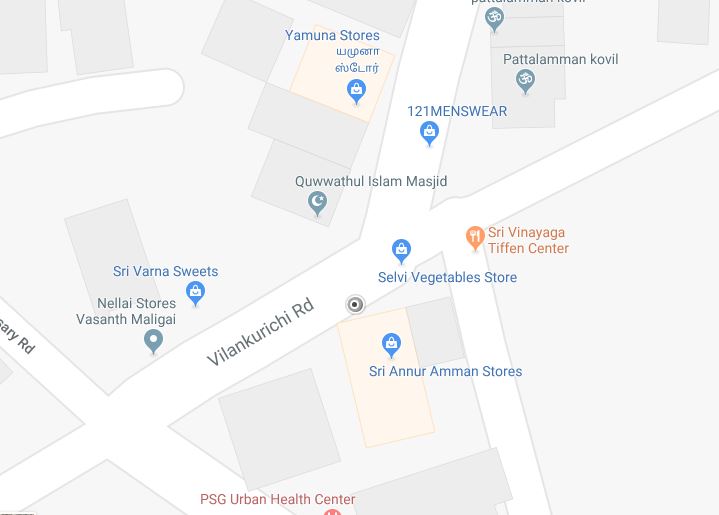 pattalamman kovil
Yamuna Stores
யமுனா
ஸ்டோர்
Pattalamman kovil
121MENSWEAR
Quwwathul Islam Masjid
Sri Vinayaga
Tiffen Center
Sri Varna Sweets
Selvi Vegetables Store
Nellai Stores
Vasanth Maligai
Vilankurichi Rd
Rd
Sri Annur Amman Stores
PSG Urban Health Center